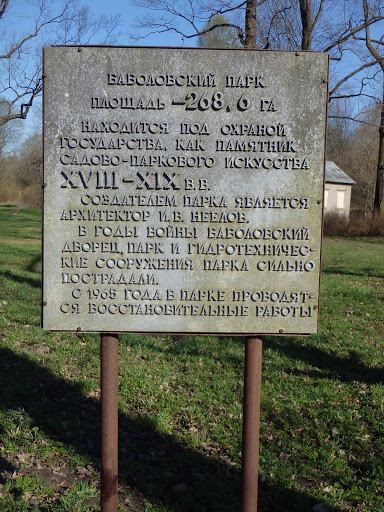 БАБОЛОВСКИЙ ПАРК
ПЛОЩАДЬ –268,0 ГА
НАХОДИТСЯ ПОД ОХРАНОЙ
ГОСУДАРСТВА, КАК ПАМЯТНИК
САДОВО-ПАРКОВОГО ИСКУССТВА
XVIII–XIX В.В.
СОЗДАТЕЛЕМ ПАРКА ЯВЛЯЕТСЯ
АРХИТЕКТОР И.В. НЕЕЛОВ.
В ГОДЫ ВОЙНЫ БАБОЛОВСКИЙ
ДВОРЕЦ, ПАРК И ГИДРОТЕХНИЧЕС-
КИЕ СООРУЖЕНИЯ ПАРКА СИЛЬНО
ПОСТРАДАЛИ.
С 1965 ГОДА В ПАРКЕ ПРОВОДЯТ-
СЯ ВОССТАНОВИТЕЛЬНЫЕ РАБОТЫ